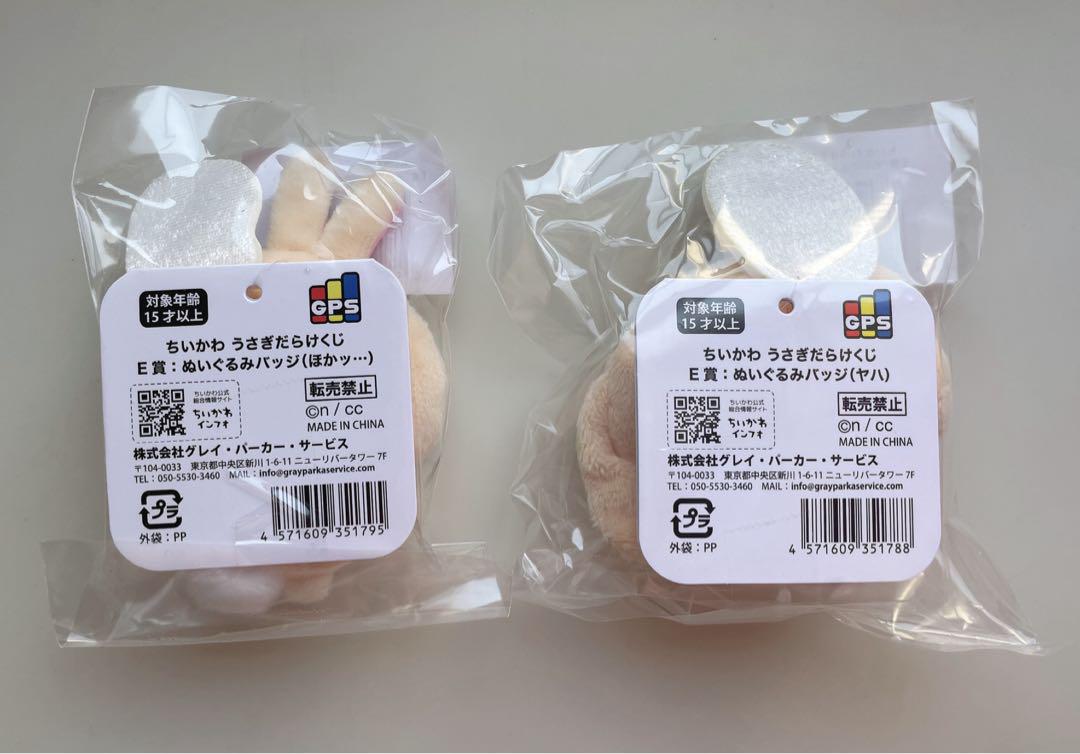 対象年齢
15才以上
GPS
ちいかわ うさぎだらけくじ
E賞：ぬいぐるみバッジ(ほかッ…)
ちいかわ公式
総合情報サイト
ちいかわ
インフォ
転売禁止
©n / cc
MADE IN CHINA
株式会社グレイ・パーカー・サービス
〒104-0033 東京都中央区新川 1-6-11 ニューリバータワー 7F
TEL：050-5530-3460 MAIL：info@grayparkaservice.com
プラ
外袋：PP
4 571609 351795
対象年齢
15才以上
GPS
ちいかわ うさぎだらけくじ
E賞：ぬいぐるみバッジ(ヤハ)
ちいかわ公式
総合情報サイト
ちいかわ
インフォ
転売禁止
©n / cc
MADE IN CHINA
株式会社グレイ・パーカー・サービス
〒104-0033 東京都中央区新川 1-6-11 ニューリバータワー 7F
TEL：050-5530-3460 MAIL：info@grayparkaservice.com
プラ
外袋：PP
4 571609 351788